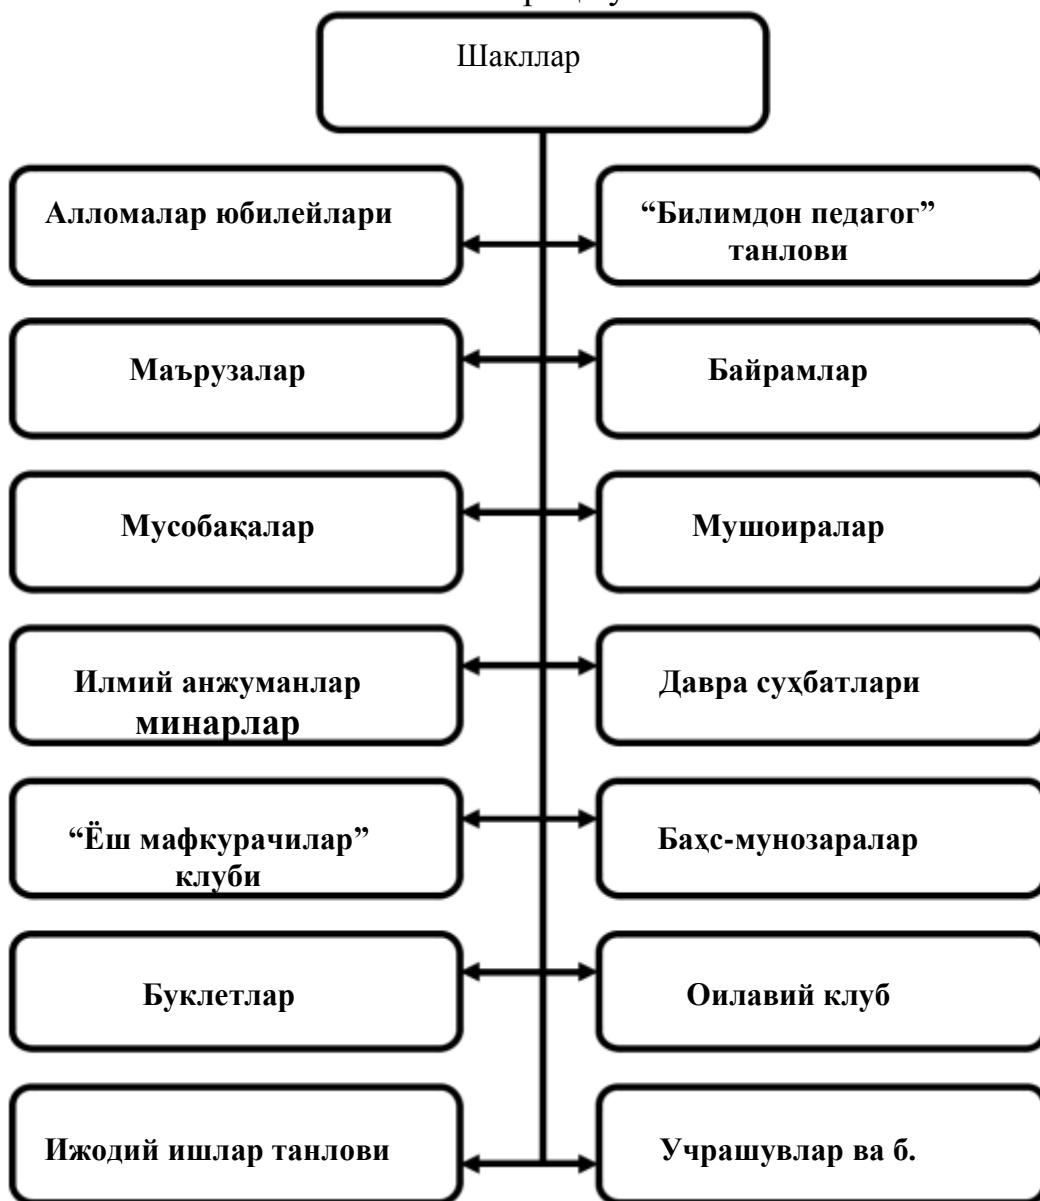 Шакллар
Алломалар юбилейлари
“Билимдон педагог”
танлови
Маърузалар
Байрамлар
Мусобақалар
Мушоиралар
Илмий анжуманлар
минарлар
Давра суҳбатлари
“Ёш мафкурачилар”
клуби
Баҳс-мунозаралар
Буклетлар
Оилавий клуб
Ижодий ишлар танлови
Учрашувлар ва б.